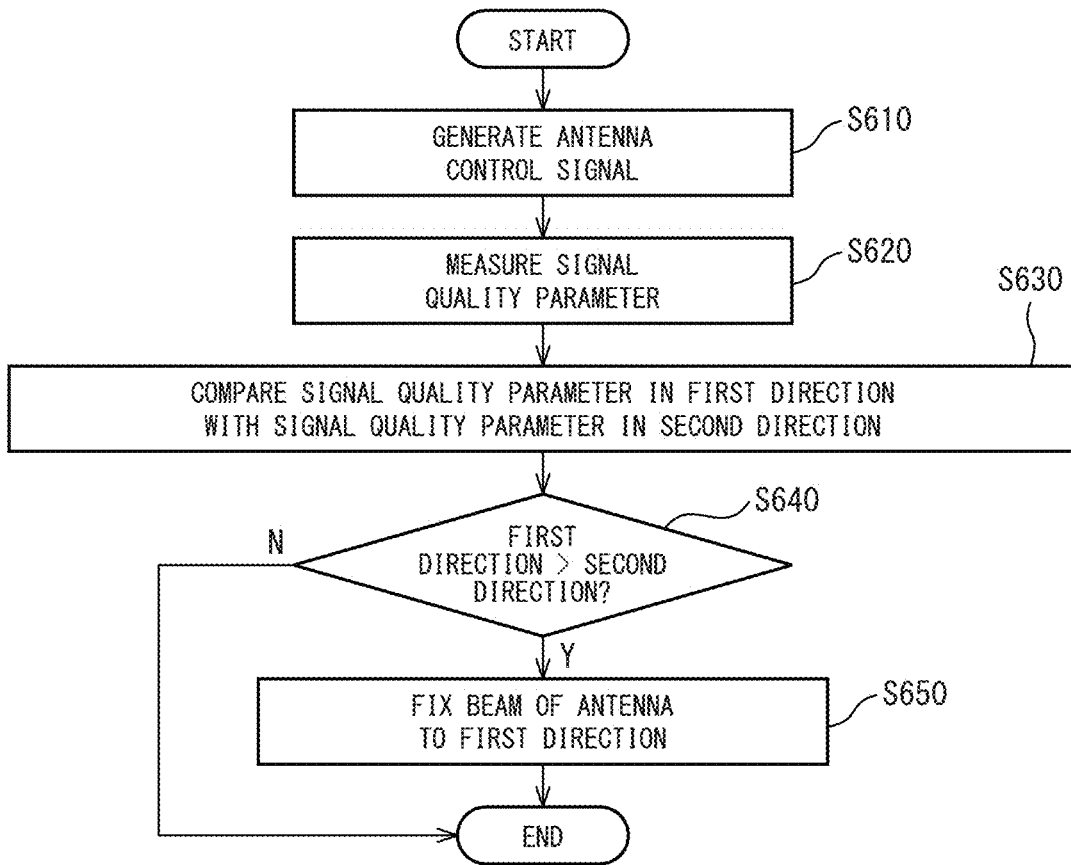 START
GENERATE ANTENNA
CONTROL SIGNAL
S610
MEASURE SIGNAL
QUALITY PARAMETER
S620
S630
COMPARE SIGNAL QUALITY PARAMETER IN FIRST DIRECTION
WITH SIGNAL QUALITY PARAMETER IN SECOND DIRECTION
S640
FIRST
DIRECTION > SECOND
DIRECTION?
N
Y
FIX BEAM OF ANTENNA
TO FIRST DIRECTION
S650
END